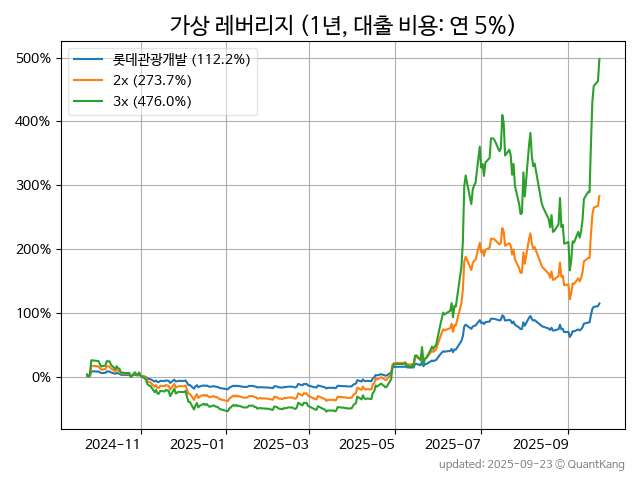 가상 레버리지 (1년, 대출 비용: 연 5%)
롯데관광개발 (112.2%)
2x (273.7%)
3x (476.0%)
500%
400%
300%
200%
100%
0%
2024-11 2025-01 2025-03 2025-05 2025-07 2025-09
updated: 2025-09-23 © QuantKang